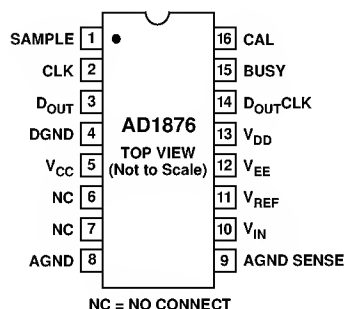 SAMPLE 1 16 CAL
CLK 2 15 BUSY
DOUT 3 14 DOUTCLK
DGND 4 AD1876 13 VDD
TOP VIEW
VCC 5 (Not to Scale) 12 VEE
NC 6 11 VREF
NC 7 10 VIN
AGND 8 9 AGND SENSE
NC = NO CONNECT